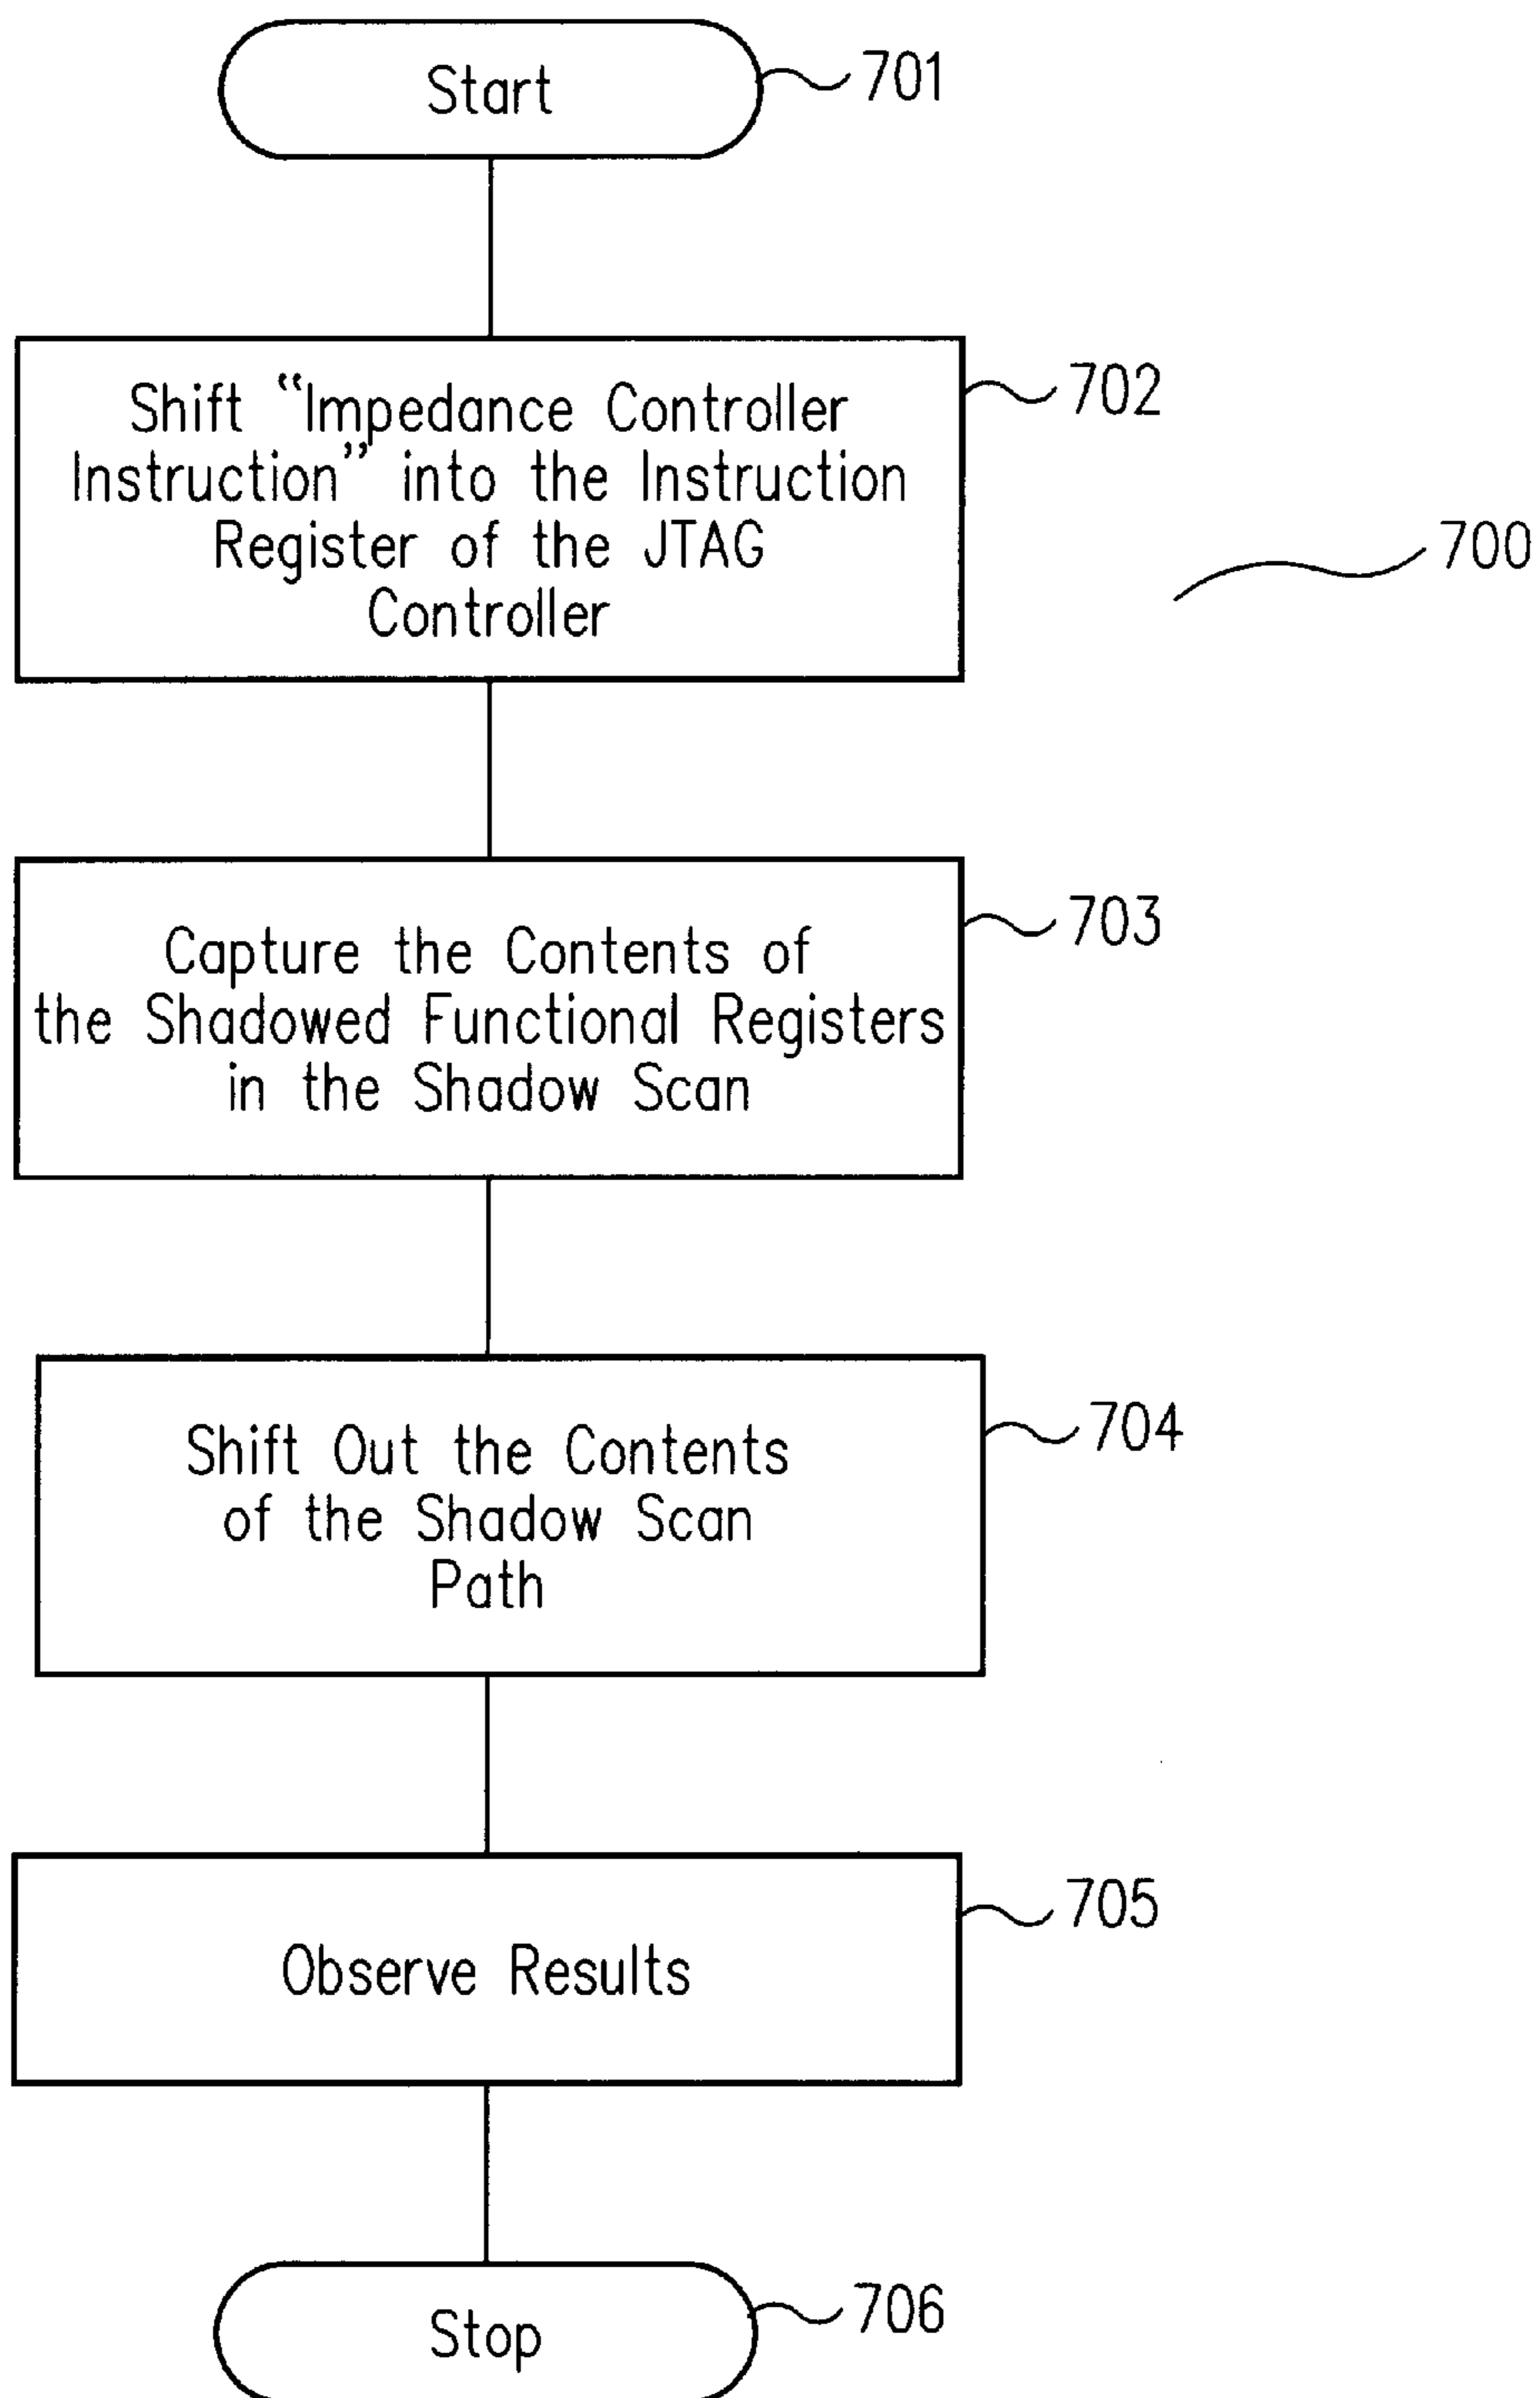 Start
701
Shift “Impedance Controller
Instruction” into the Instruction
Register of the JTAG
Controller
702
700
Capture the Contents of
the Shadowed Functional Registers
in the Shadow Scan
703
Shift Out the Contents
of the Shadow Scan
Path
704
Observe Results
705
Stop
706